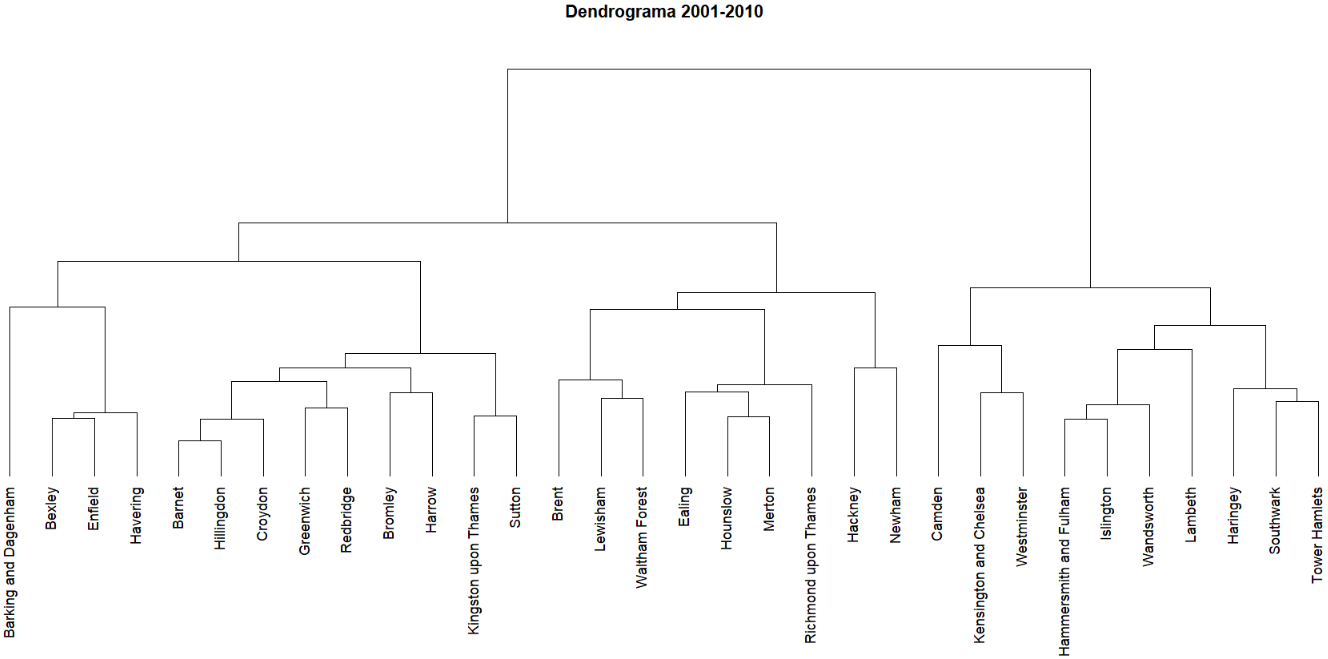 Dendrograma 2001-2010
Barking and Dagenham
Bexley
Enfield
Havering
Barnet
Hillingdon
Croydon
Greenwich
Redbridge
Bromley
Harrow
Kingston upon Thames
Sutton
Brent
Lewisham
Waltham Forest
Ealing
Hounslow
Merton
Richmond upon Thames
Hackney
Newham
Camden
Kensington and Chelsea
Westminster
Hammersmith and Fulham
Islington
Wandsworth
Lambeth
Haringey
Southwark
Tower Hamlets